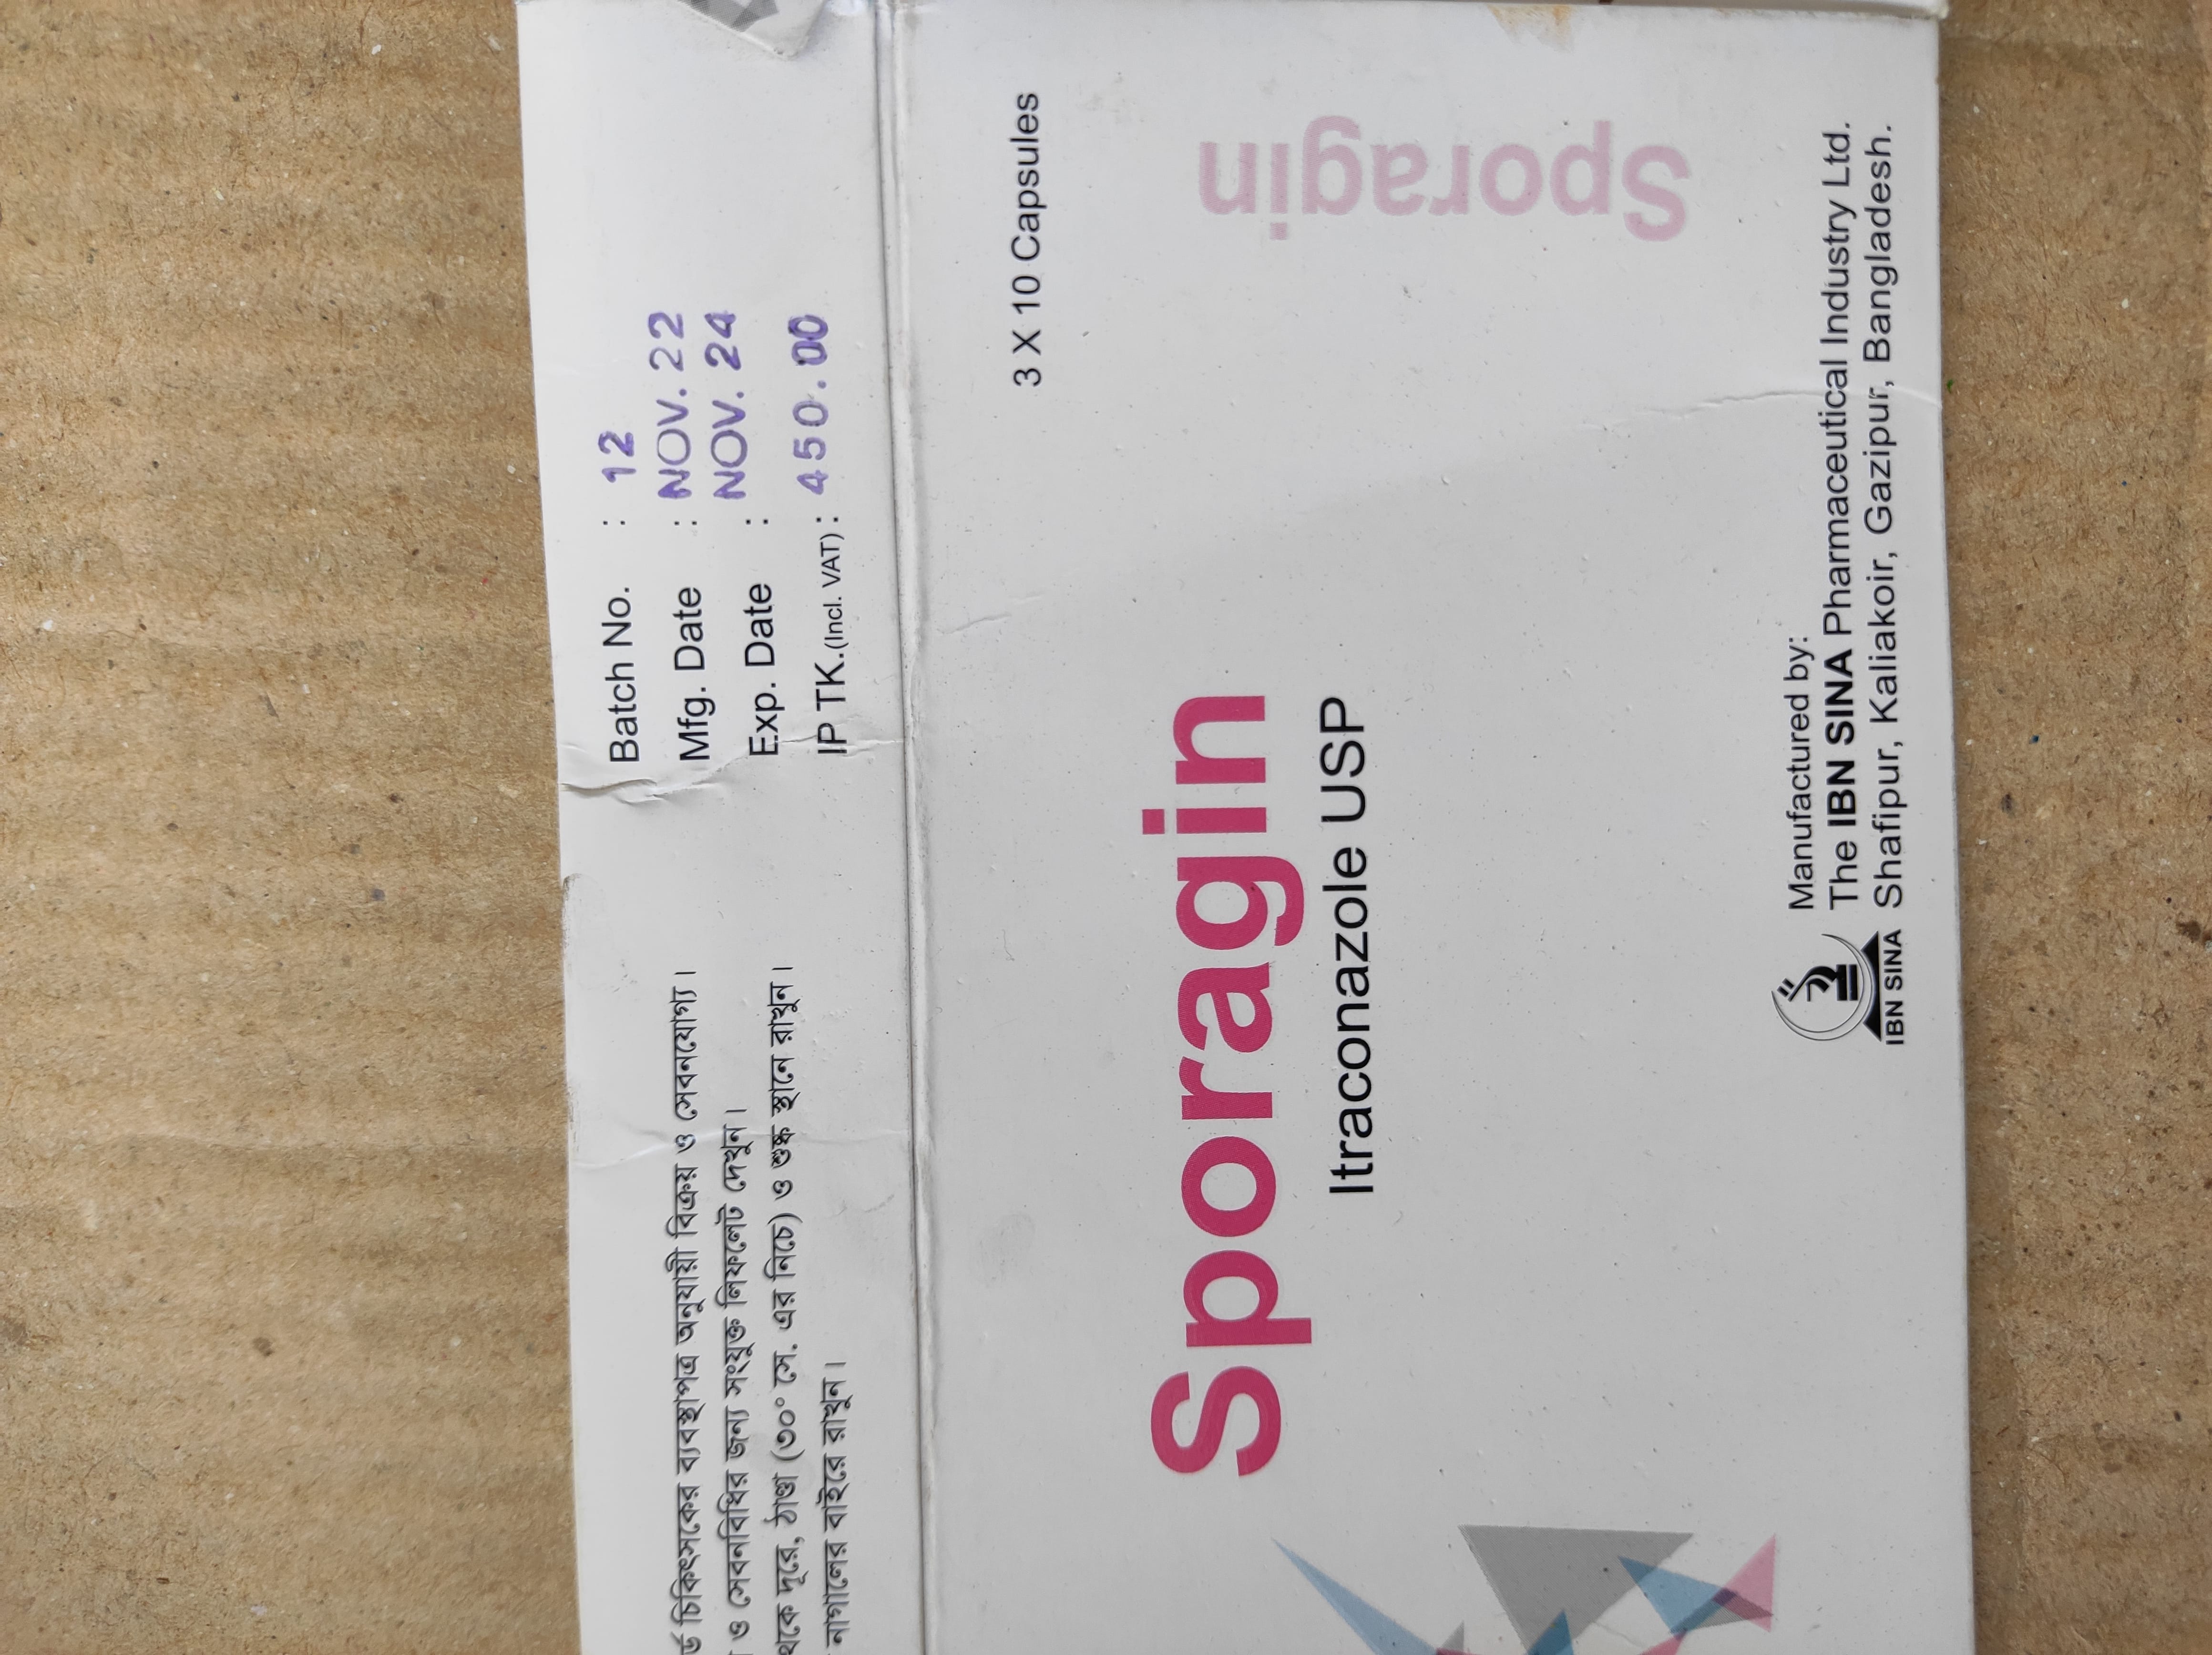 র্ড চিকিৎসকের ব্যবস্থাপত্র অনুযায়ী বিক্রয় ও সেবনযোগ্য।
ও সেবনবিধির জন্য সংযুক্ত লিফলেট দেখুন।
থেকে দূরে, ঠাণ্ডা (৩০° সে. এর নিচে) ও শুষ্ক স্থানে রাখুন।
নাগালের বাইরে রাখুন।
Batch No. : 12
Mfg. Date : NOV. 22
Exp. Date : NOV. 24
IP TK.(Incl. VAT) : 450.00
3 X 10 Capsules
Sporagin
Itraconazole USP
Sporagin
IBN SINA
Manufactured by:
The IBN SINA Pharmaceutical Industry Ltd.
Shafipur, Kaliakoir, Gazipur, Bangladesh.